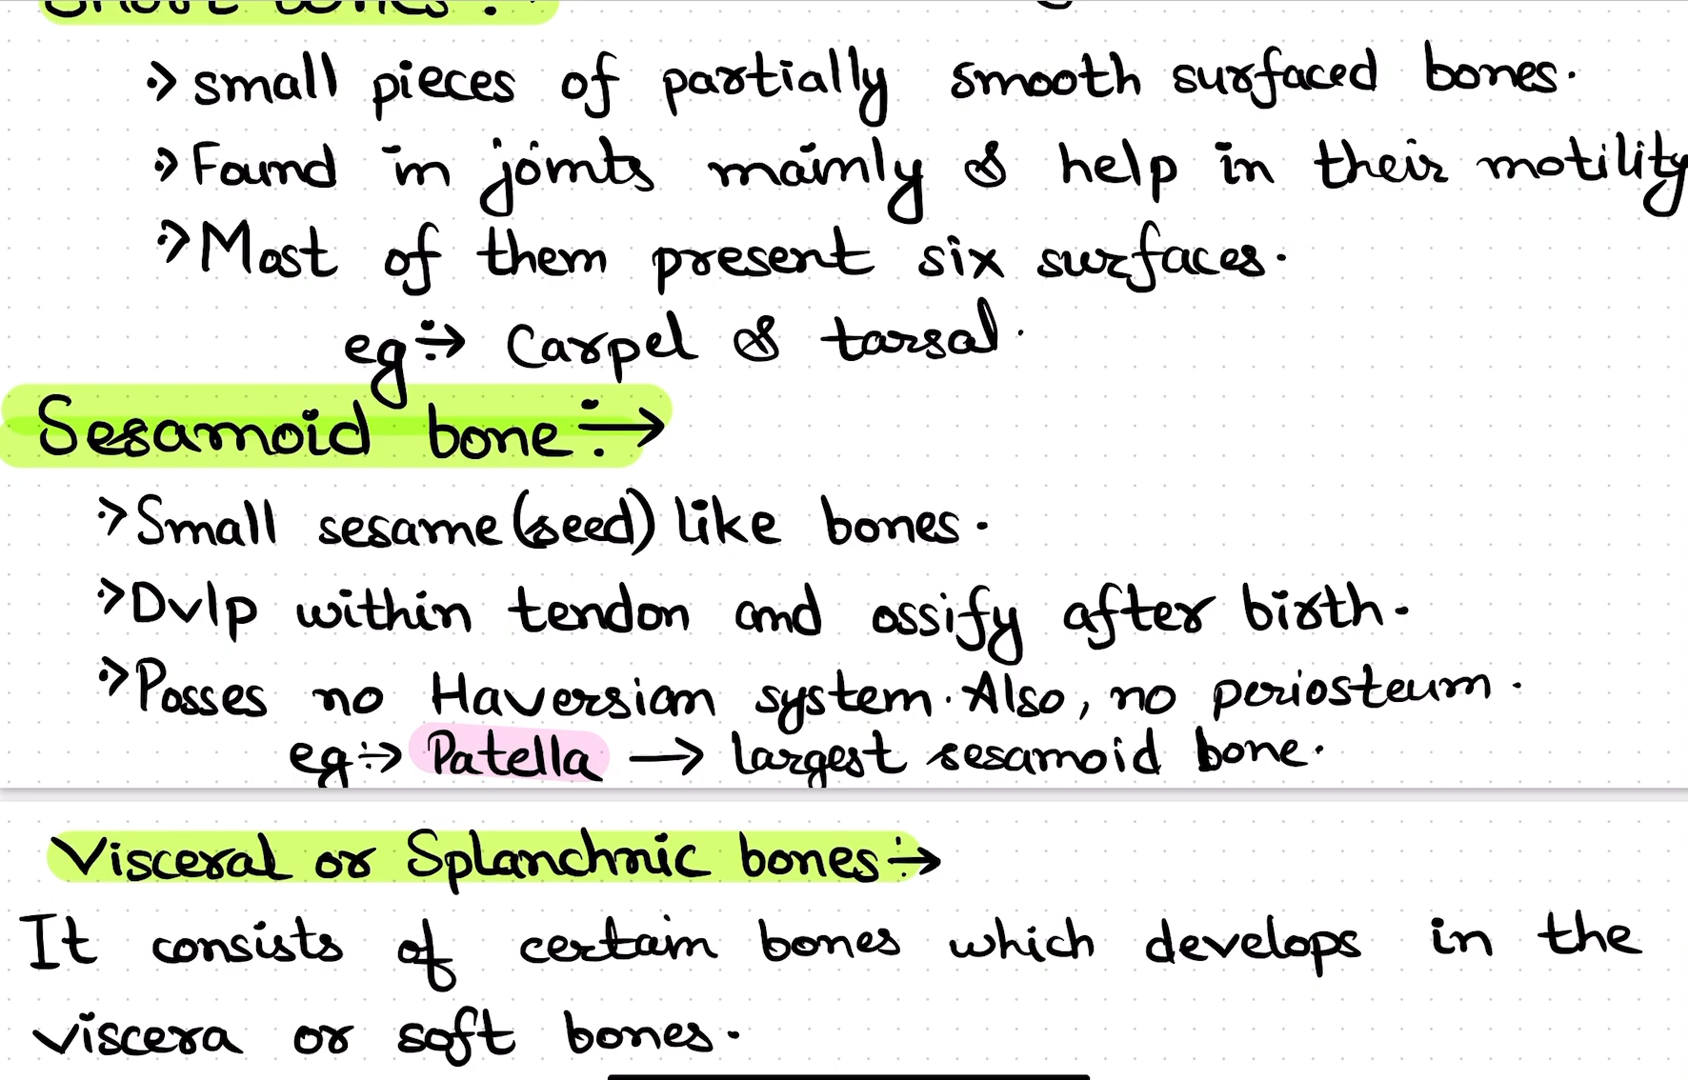 Short bones :
:> small pieces of partially smooth surfaced bones.
:> Found in joints mainly & help in their motility
:> Most of them present six surfaces.
eg ÷> Carpel & tarsal.
Sesamoid bone ÷>
:> Small sesame (seed) like bones.
:> Dvlp within tendon and ossify after birth.
:> Posses no Haversian system. Also, no periosteum.
eg ÷> Patella → largest sesamoid bone.
Visceral or Splanchnic bones ÷>
It consists of certain bones which develops in the
viscera or soft bones.